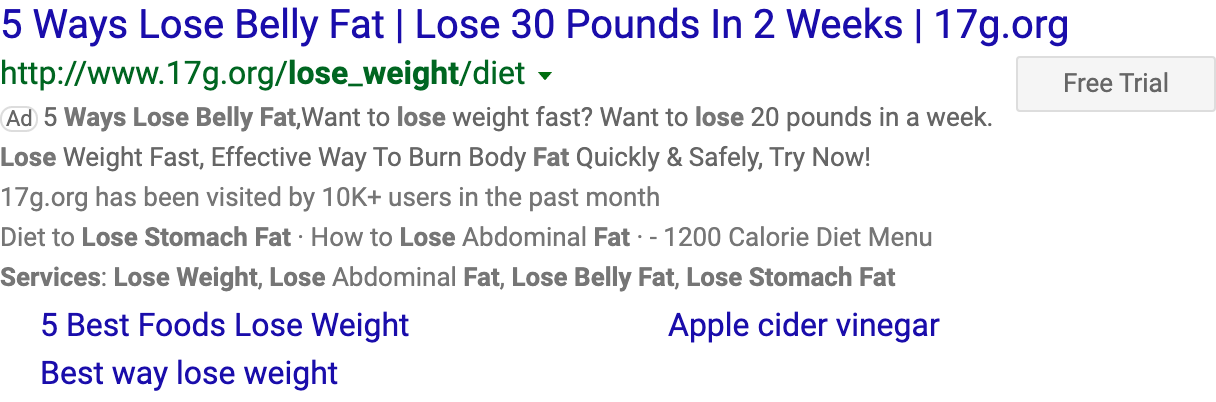 5 Ways Lose Belly Fat | Lose 30 Pounds In 2 Weeks | 17g.org
http://www.17g.org/lose_weight/diet
Free Trial
Ad 5 Ways Lose Belly Fat,Want to lose weight fast? Want to lose 20 pounds in a week.
Lose Weight Fast, Effective Way To Burn Body Fat Quickly & Safely, Try Now!
17g.org has been visited by 10K+ users in the past month
Diet to Lose Stomach Fat · How to Lose Abdominal Fat · - 1200 Calorie Diet Menu
Services: Lose Weight, Lose Abdominal Fat, Lose Belly Fat, Lose Stomach Fat
5 Best Foods Lose Weight
Apple cider vinegar
Best way lose weight